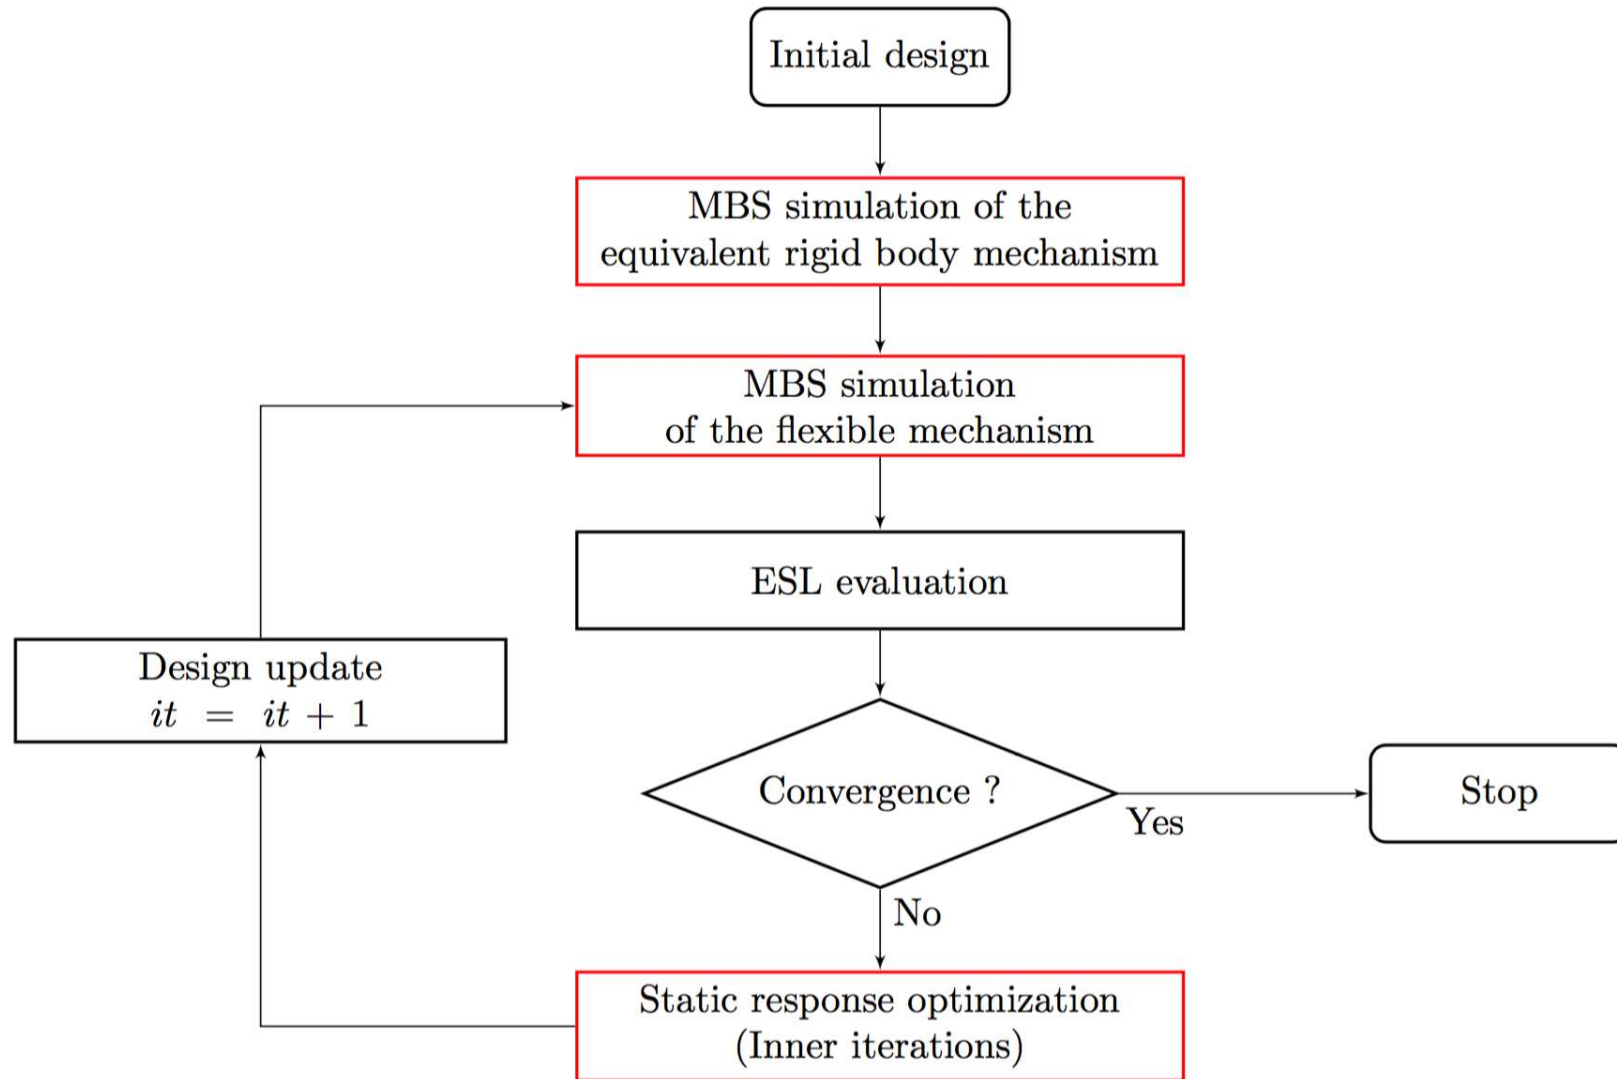 Initial design
MBS simulation of the
equivalent rigid body mechanism
MBS simulation
of the flexible mechanism
ESL evaluation
Design update
it = it + 1
Convergence ?
Yes
Stop
No
Static response optimization
(Inner iterations)